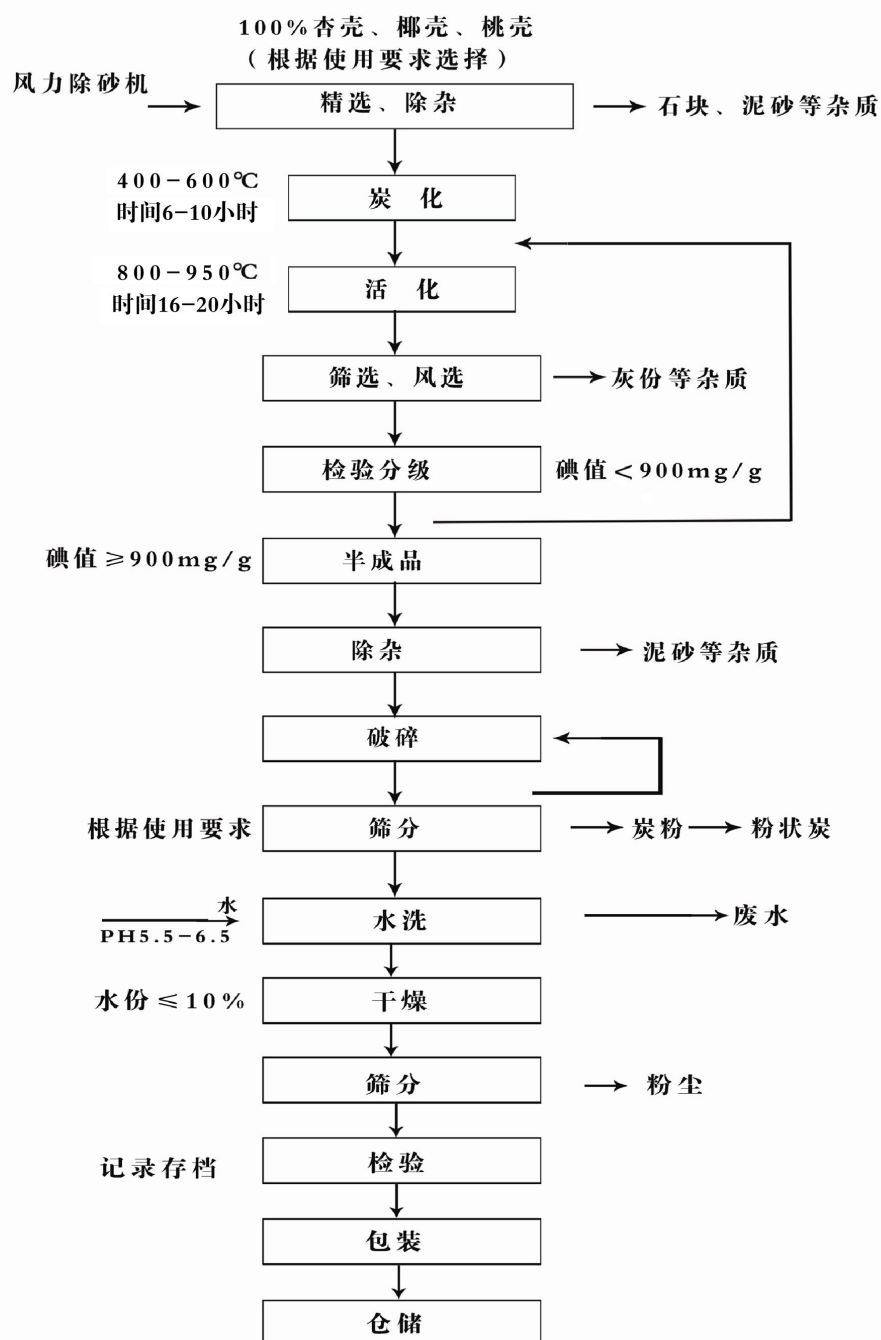 100%杏壳、椰壳、桃壳
(根据使用要求选择)
风力除砂机
精选、除杂
石块、泥砂等杂质
400-600℃
时间6-10小时
炭 化
800-950℃
时间16-20小时
活 化
筛选、风选
灰份等杂质
检验分级
碘值<900mg/g
碘值≥900mg/g
半成品
除杂
泥砂等杂质
破碎
根据使用要求
筛分
炭粉
粉状炭
水
PH5.5-6.5
水洗
废水
水份≤10%
干燥
筛分
粉尘
记录存档
检验
包装
仓储